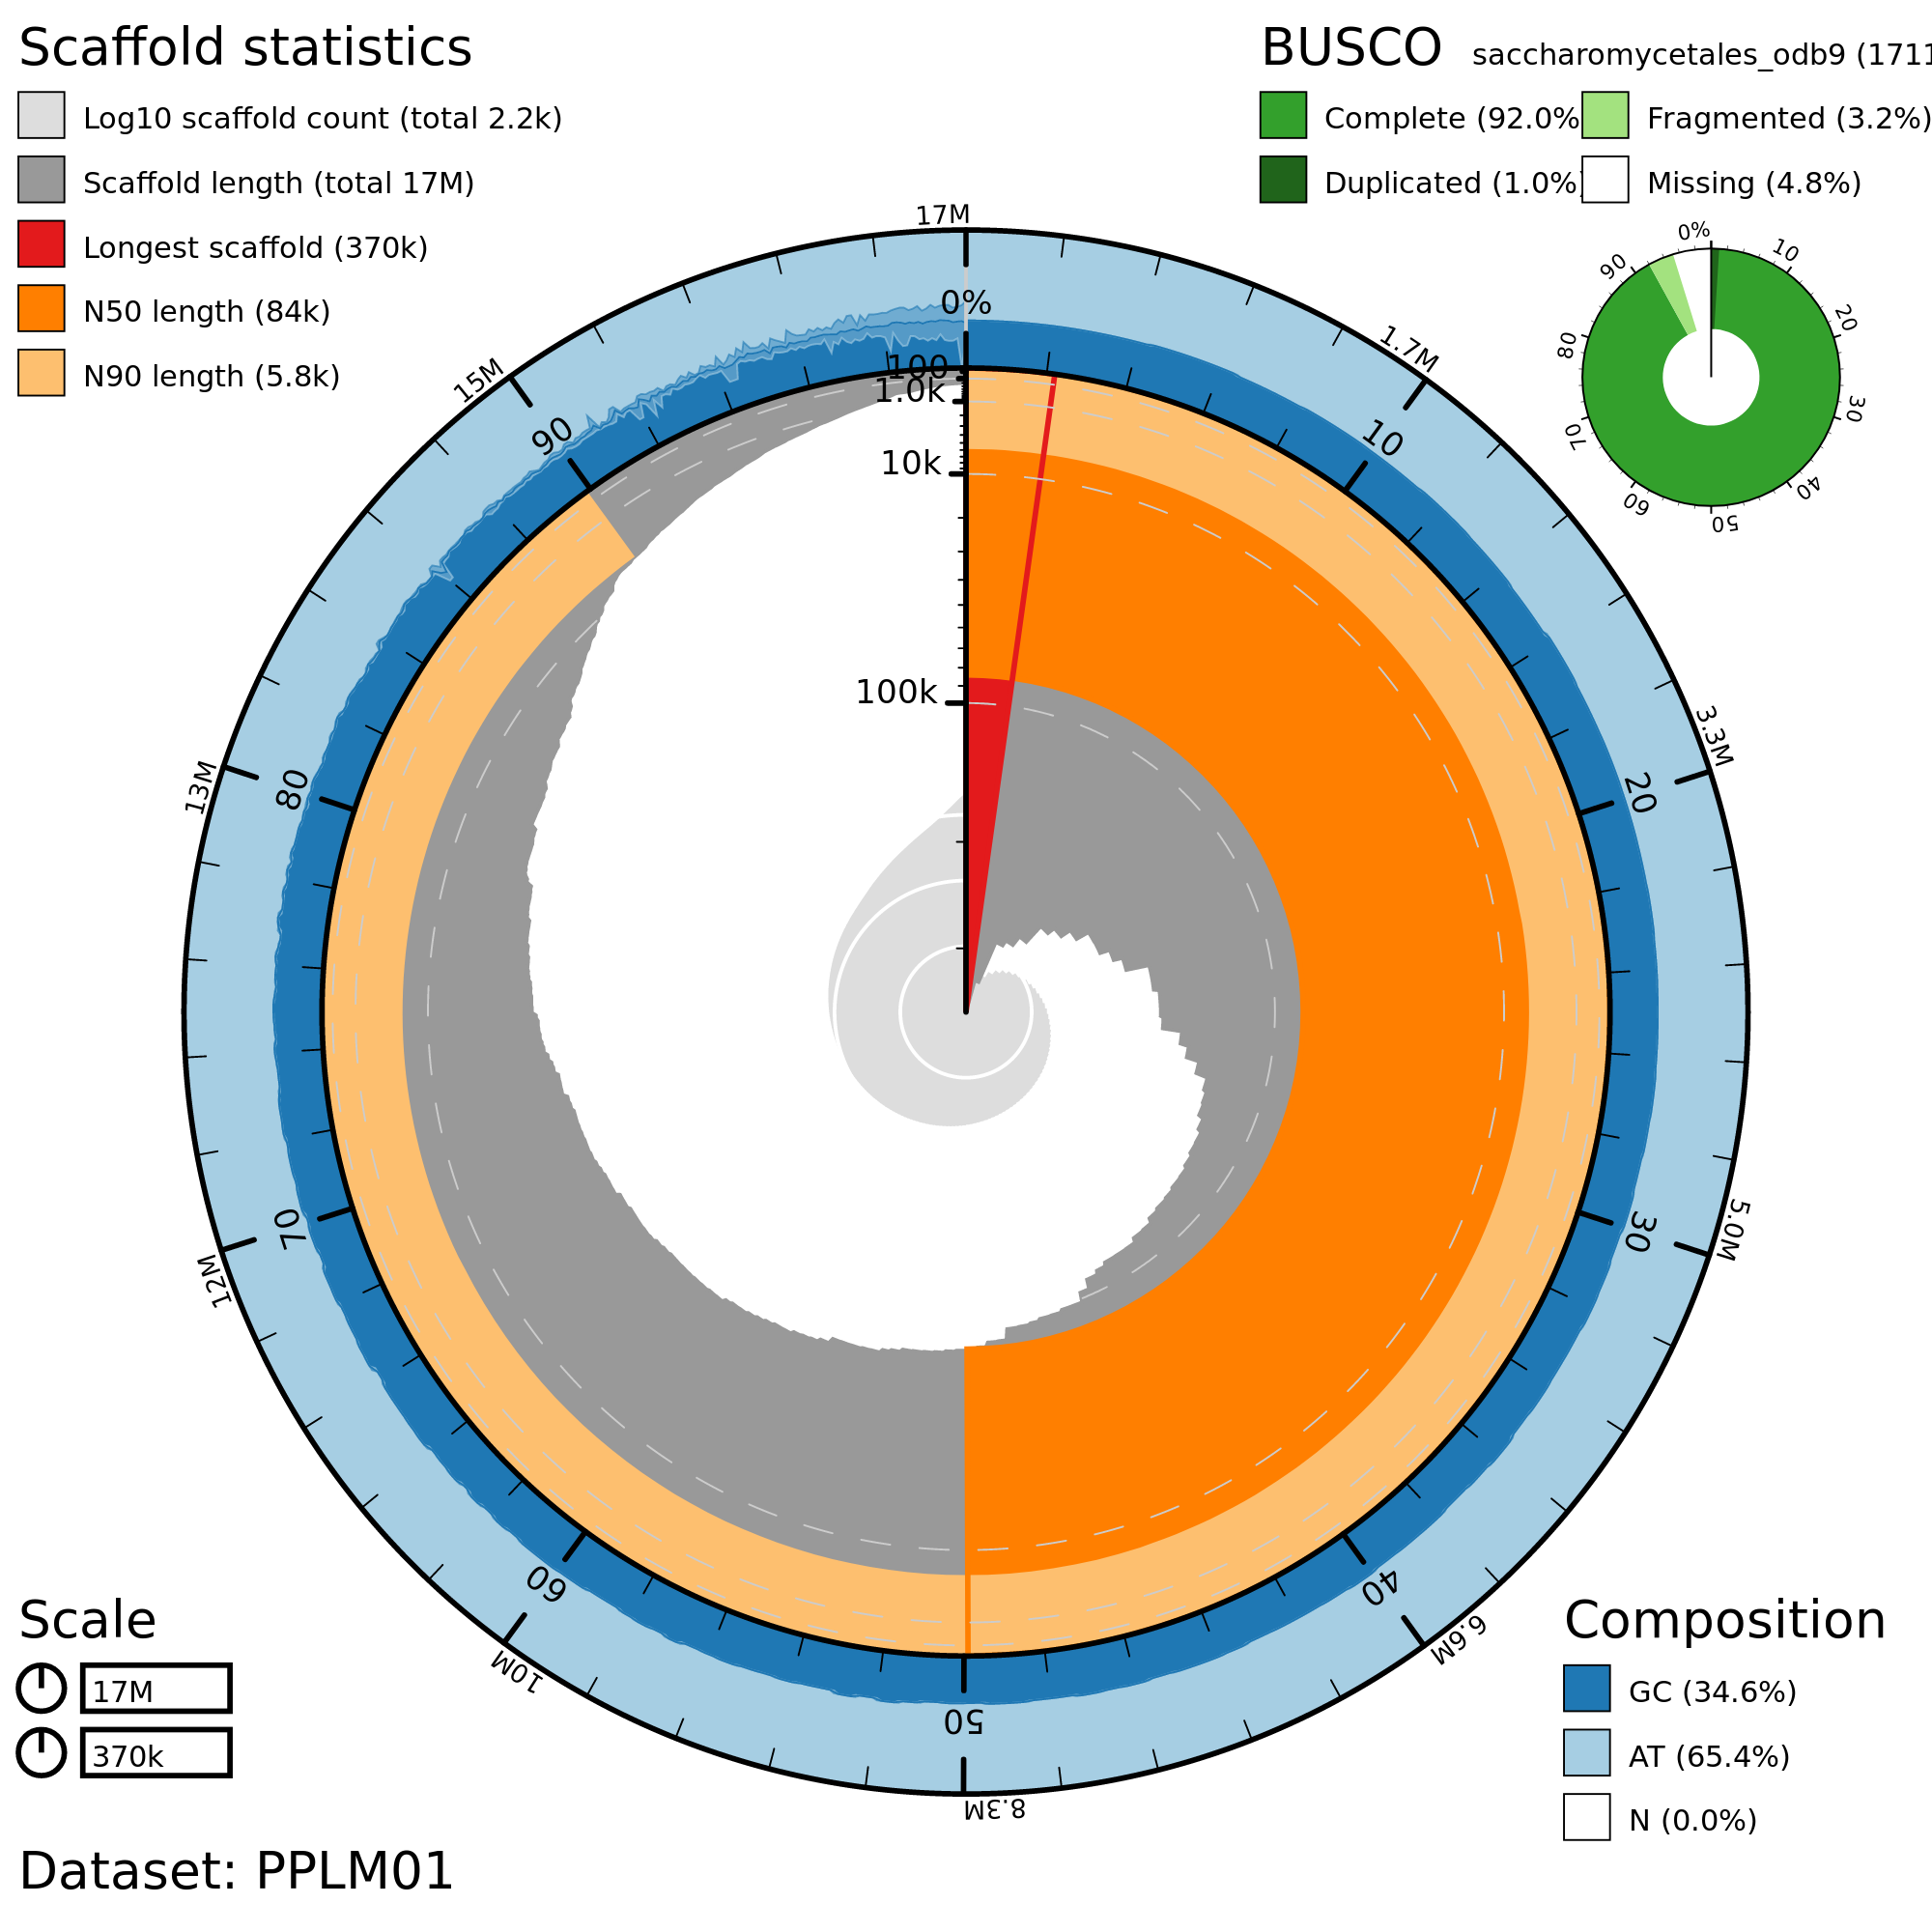 Scaffold statistics
Log10 scaffold count (total 2.2k)
Scaffold length (total 17M)
Longest scaffold (370k)
N50 length (84k)
N90 length (5.8k)
BUSCO saccharomycetales_odb9 (1711
Complete (92.0% Fragmented (3.2%)
Duplicated (1.0%) Missing (4.8%)
0%
10
20
30
40
50
60
70
80
90
17M
1.7M
3.3M
5.0M
6.6M
8.3M
10M
12M
13M
15M
0%
10
20
30
40
50
60
70
80
90
100
1.0k
10k
100k
Scale
17M
370k
Composition
GC (34.6%)
AT (65.4%)
N (0.0%)
Dataset: PPLM01